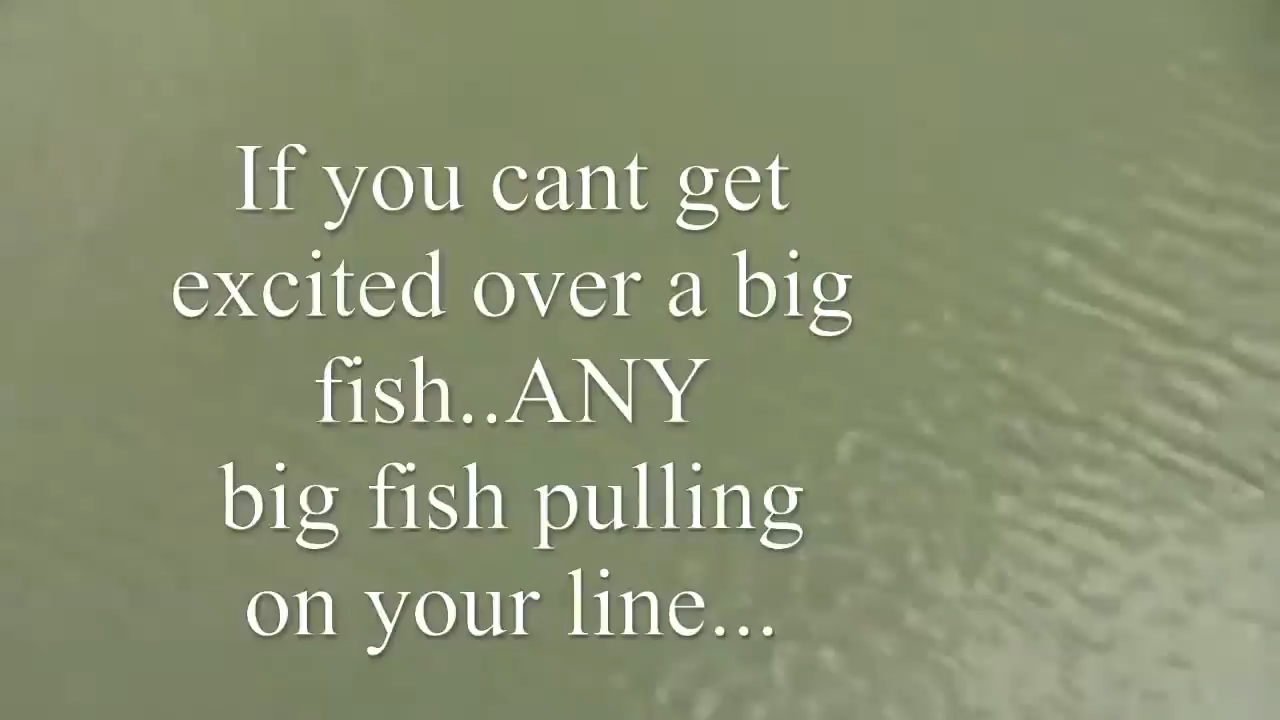 If you cant get
excited over a big
fish..ANY
big fish pulling
on your line...